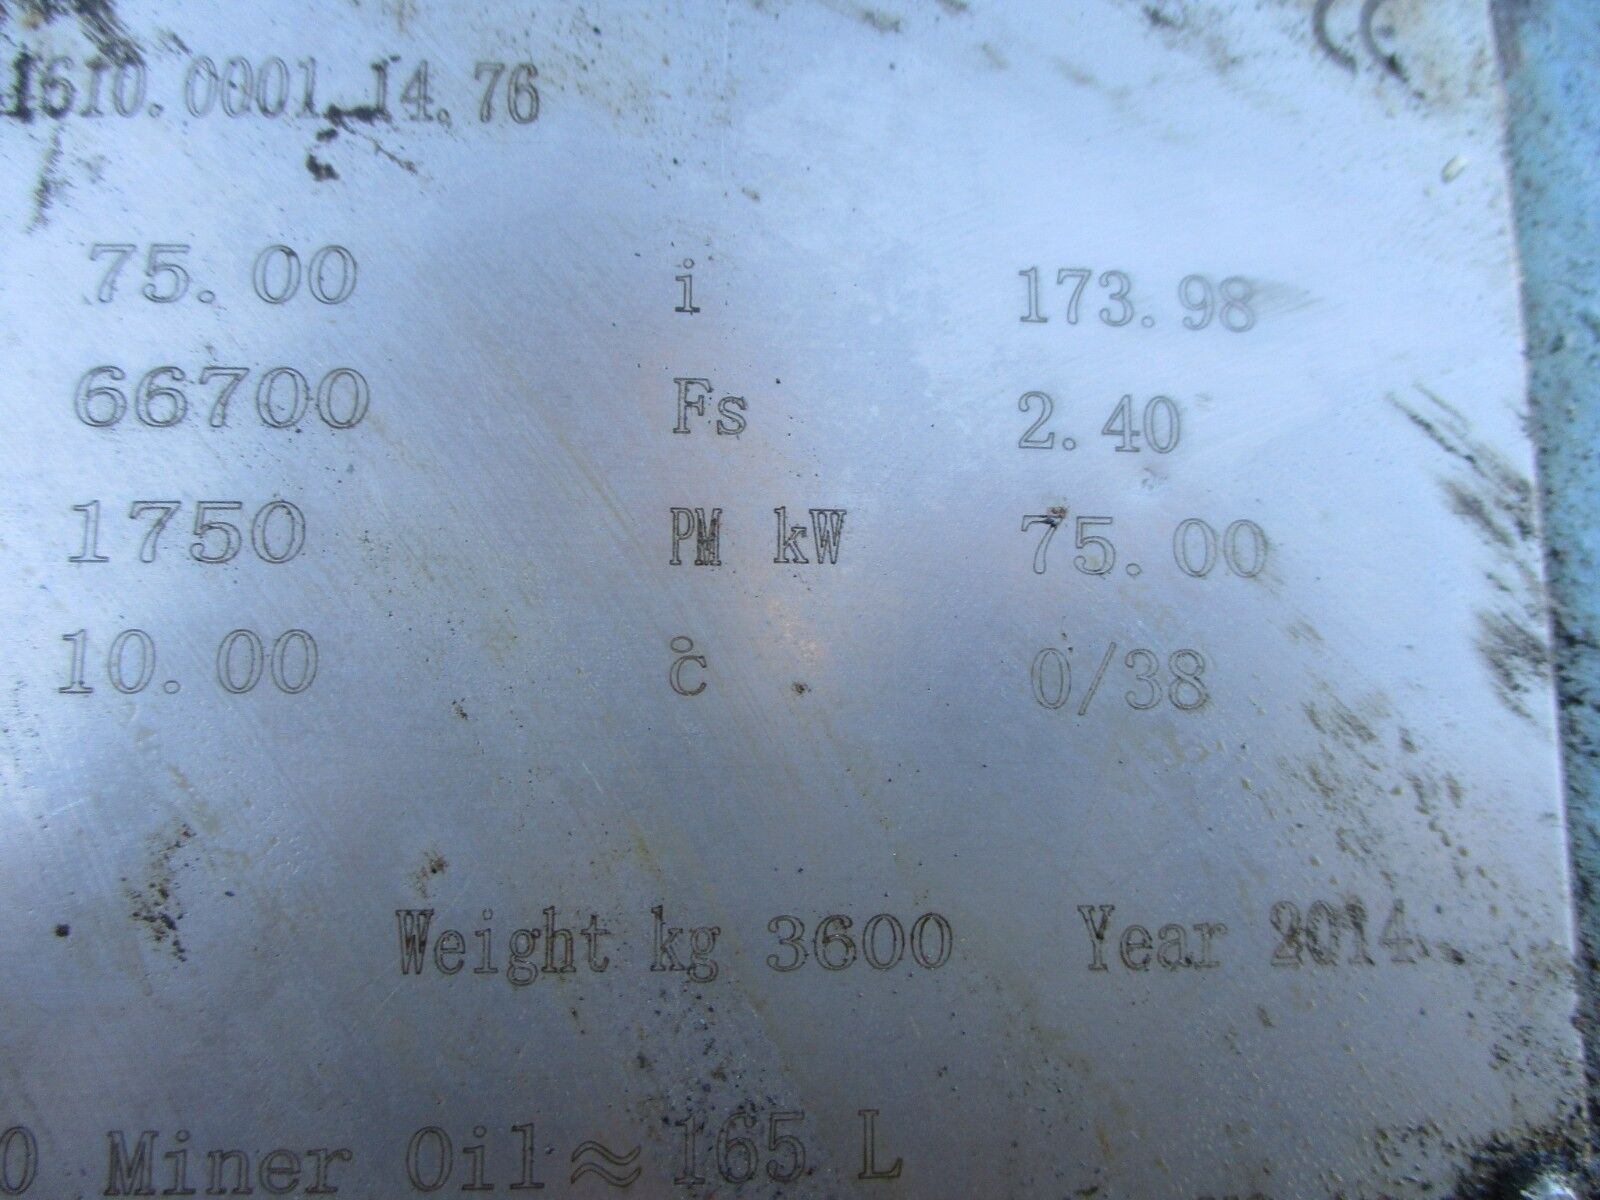 1610.0001.14.76
75.00 i 173.98
66700 Fs 2.40
1750 PM kW 75.00
10.00 °c 0/38
Weight kg 3600 Year 2014
0 Miner Oil≈165 L